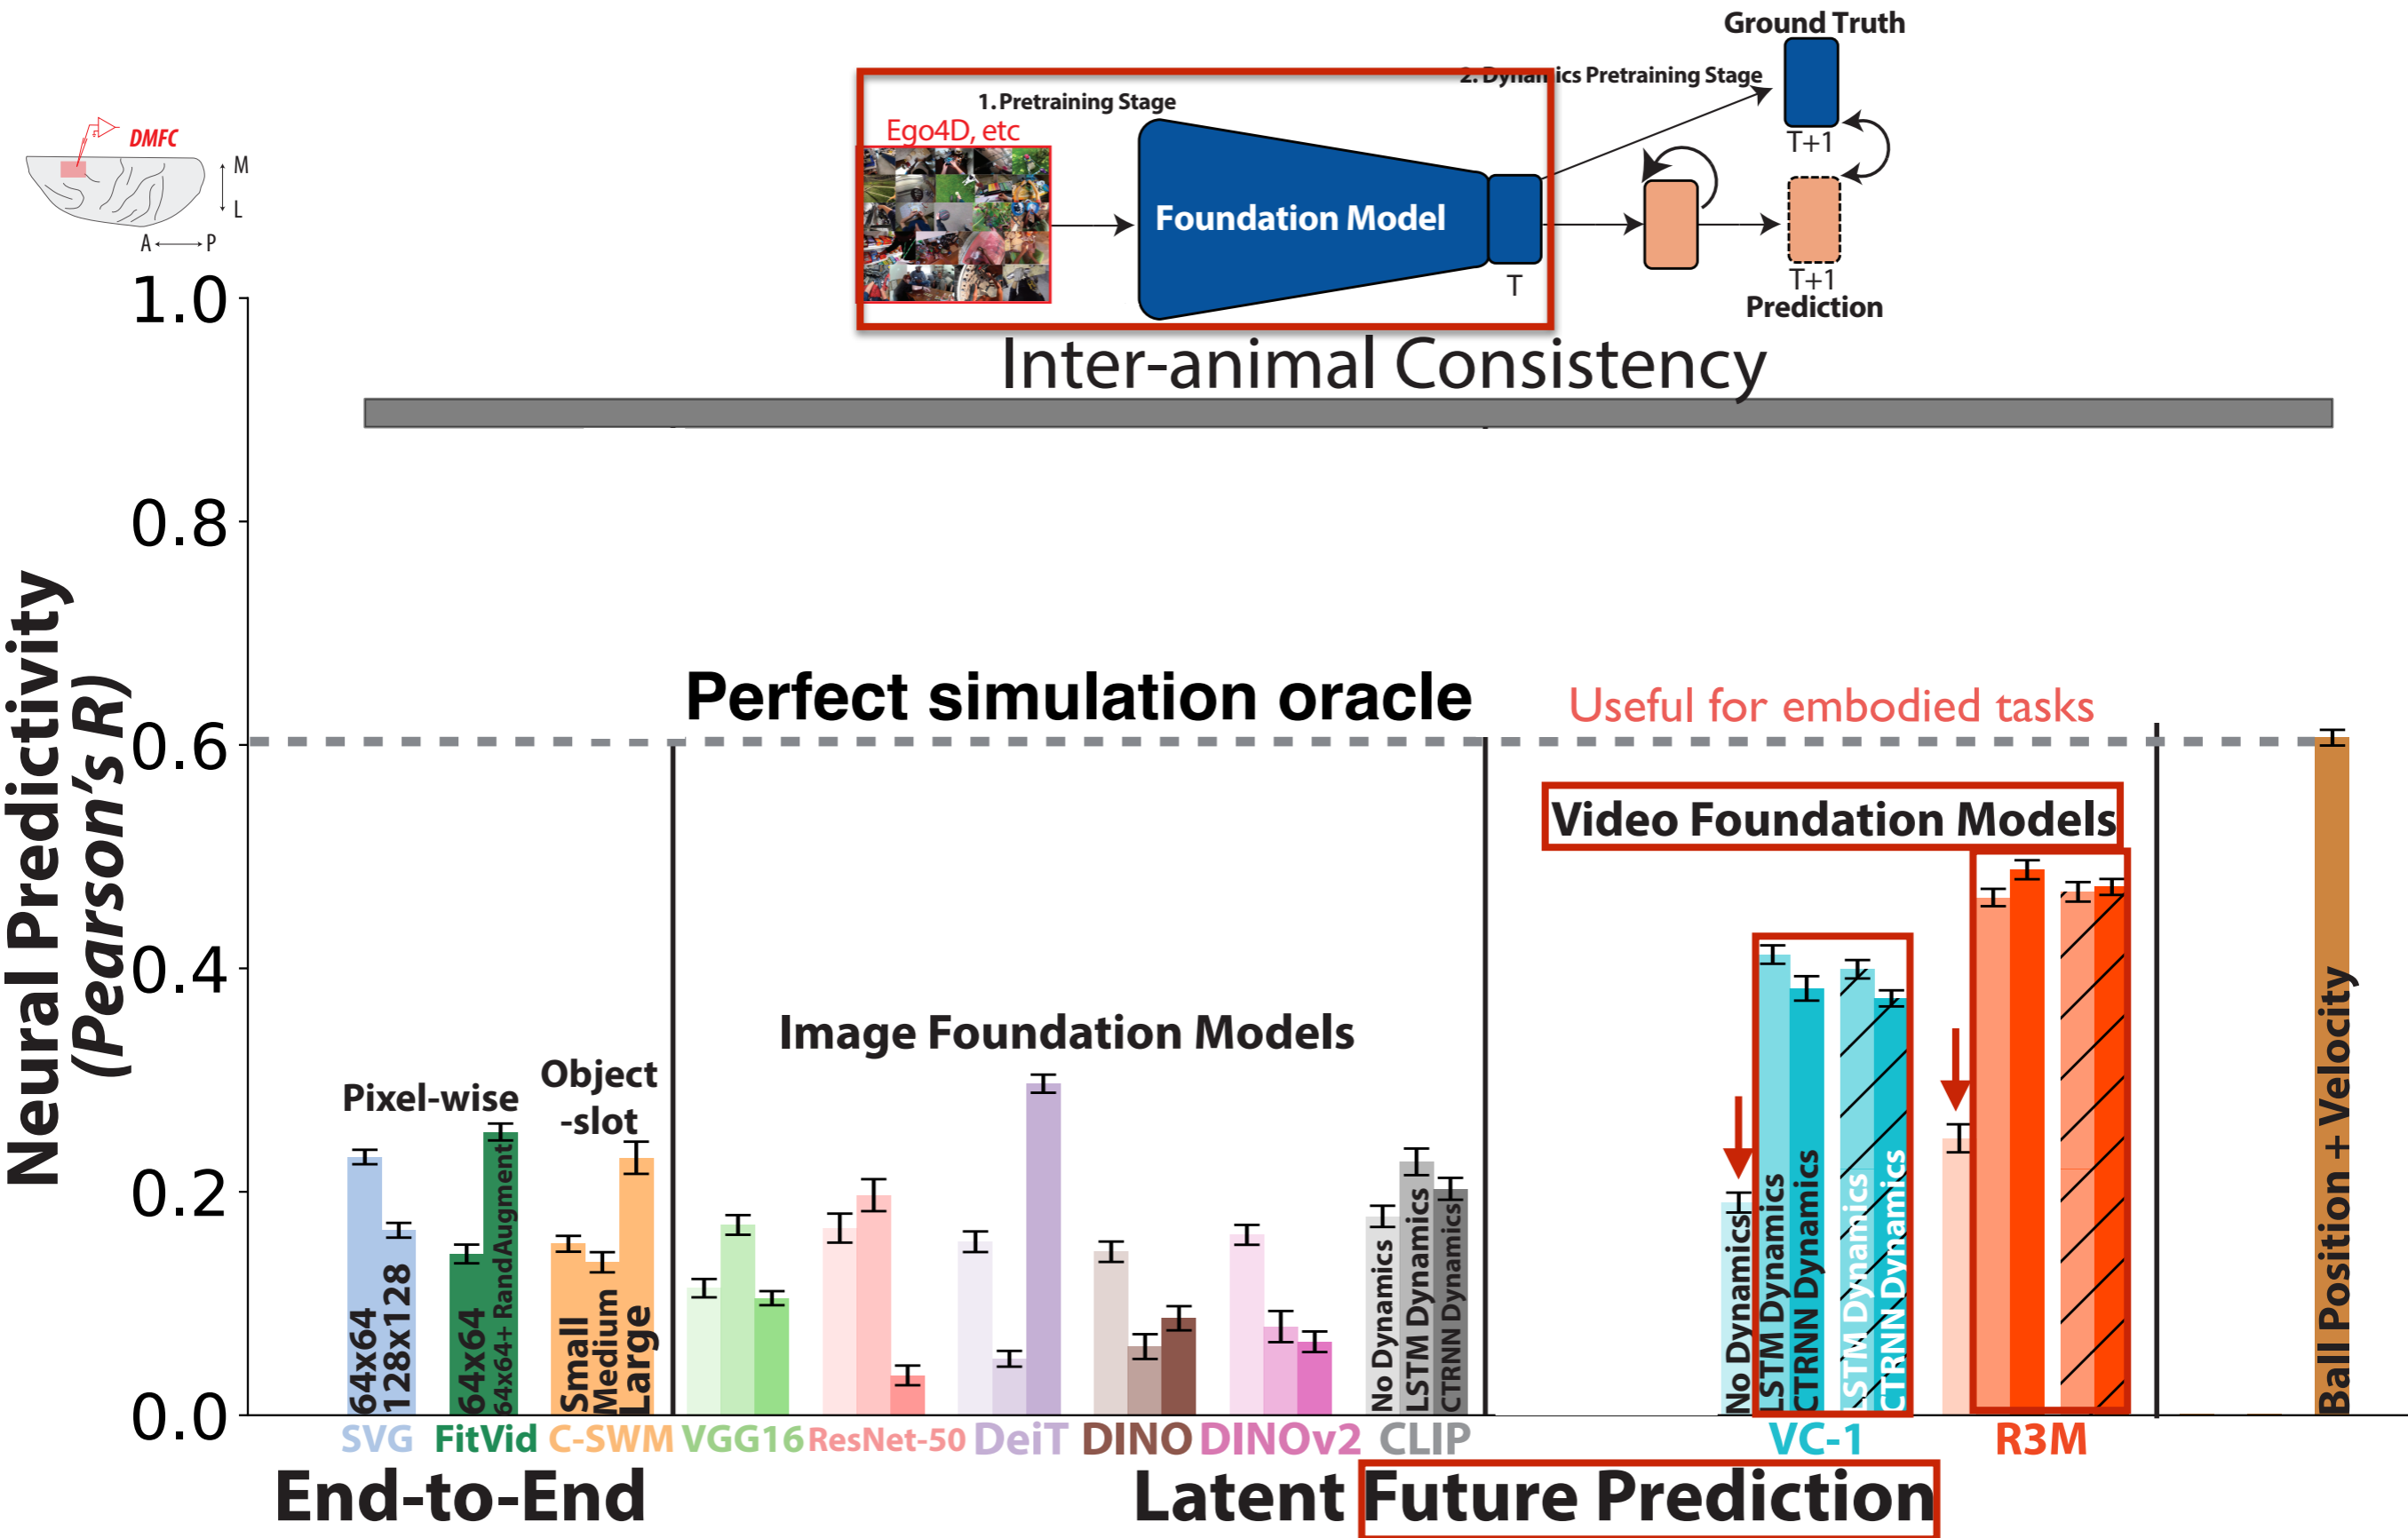 Ground Truth
2. Dynamics Pretraining Stage
1. Pretraining Stage
Ego4D, etc
DMFC
M
L
A
P
Foundation Model
T
T+1
T+1
Prediction
Inter-animal Consistency
Neural Predictivity
(Pearson's R)
1.0
0.8
0.6
0.4
0.2
0.0
Perfect simulation oracle
Useful for embodied tasks
Video Foundation Models
Image Foundation Models
Pixel-wise
Object
-slot
64x64
128x128
64x64
64x64+ RandAugment
Small
Medium
Large
No Dynamics
LSTM Dynamics
CTRNN Dynamics
No Dynamics
LSTM Dynamics
CTRNN Dynamics
LSTM Dynamics
CTRNN Dynamics
Ball Position + Velocity
SVG
FitVid
C-SWM
VGG16
ResNet-50
DeiT
DINO
DINOv2
CLIP
VC-1
R3M
End-to-End
Latent Future Prediction